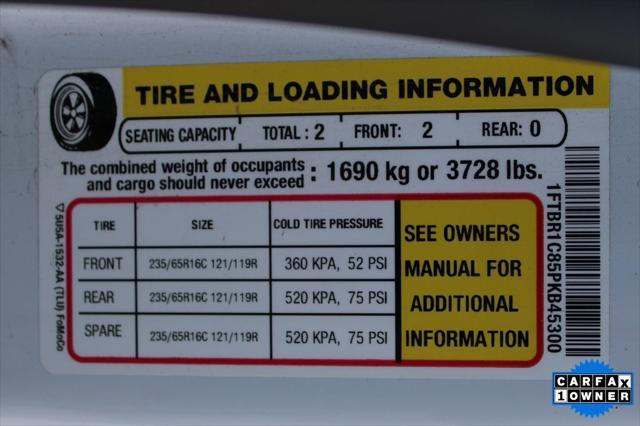 TIRE AND LOADING INFORMATION
SEATING CAPACITY TOTAL : 2 FRONT: 2 REAR: 0
The combined weight of occupants
and cargo should never exceed : 1690 kg or 3728 lbs.
TIRE SIZE COLD TIRE PRESSURE
FRONT 235/65R16C 121/119R 360 KPA, 52 PSI
REAR 235/65R16C 121/119R 520 KPA, 75 PSI
SPARE 235/65R16C 121/119R 520 KPA, 75 PSI
SEE OWNERS
MANUAL FOR
ADDITIONAL
INFORMATION
1FTBR1C85PKB45300
5U5A-1532-AA (TLU) FoMoCo
CARFAX
1 OWNER